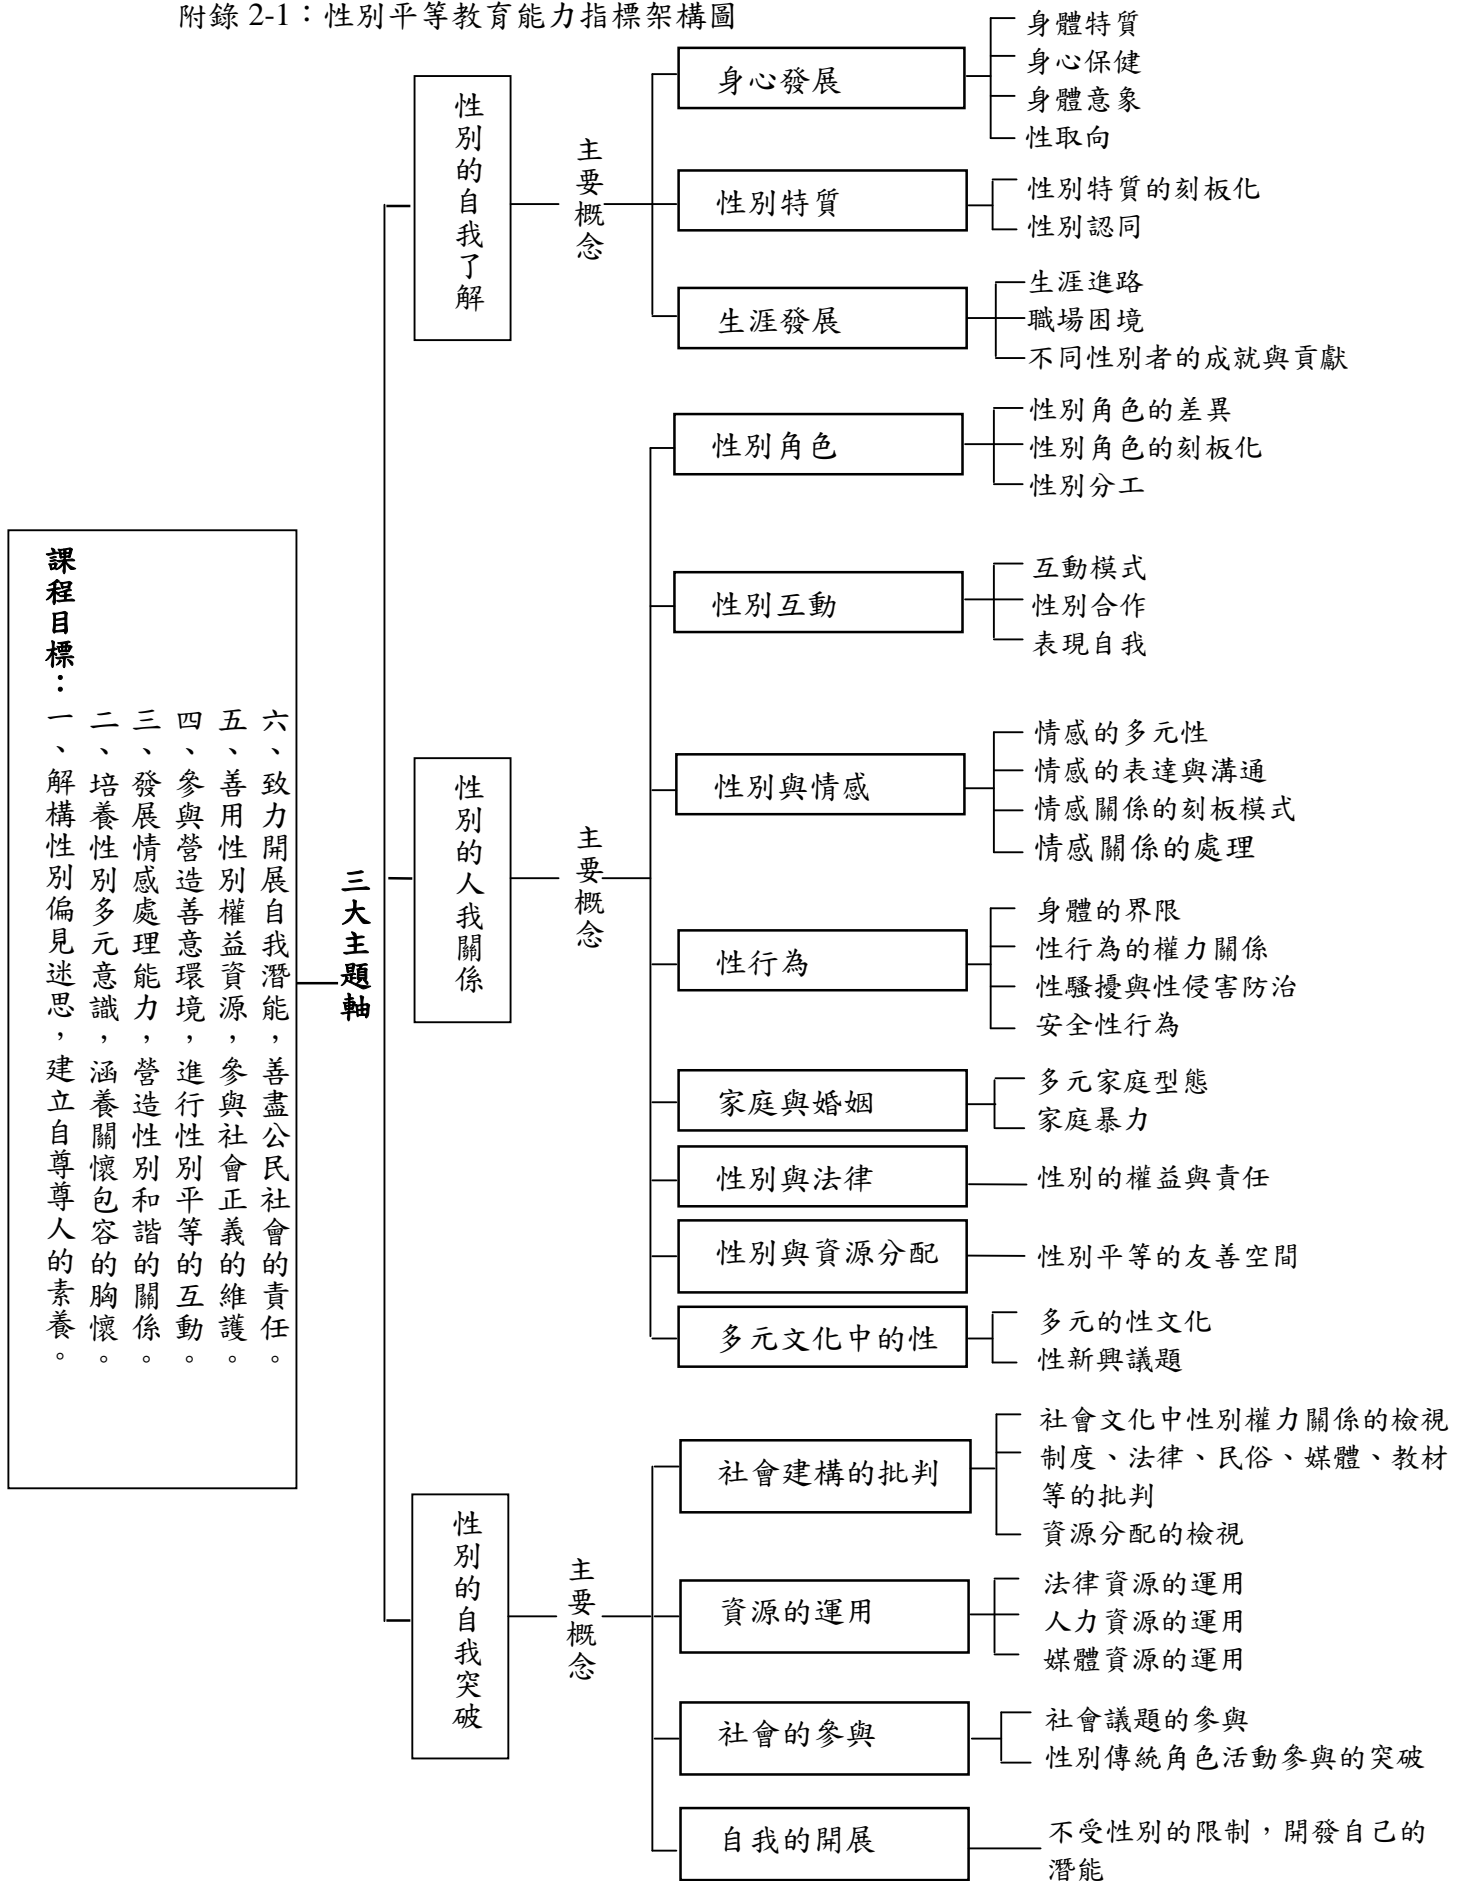 附錄 2-1：性別平等教育能力指標架構圖
課程目標：
一、解構性別偏見迷思，建立自尊尊人的素養。
二、培養性別多元意識，涵養關懷包容的胸懷。
三、發展情感處理能力，營造性別和諧的關係。
四、參與營造善意環境，進行性別平等的互動。
五、善用性別權益資源，參與社會正義的維護。
六、致力開展自我潛能，善盡公民社會的責任。
三大主題軸
性別的自我了解
主要概念
身心發展
身體特質
身心保健
身體意象
性取向
性別特質
性別特質的刻板化
性別認同
生涯發展
生涯進路
職場困境
不同性別者的成就與貢獻
性別的人我關係
主要概念
性別角色
性別角色的差異
性別角色的刻板化
性別分工
性別互動
互動模式
性別合作
表現自我
性別與情感
情感的多元性
情感的表達與溝通
情感關係的刻板模式
情感關係的處理
性行為
身體的界限
性行為的權力關係
性騷擾與性侵害防治
安全性行為
家庭與婚姻
多元家庭型態
家庭暴力
性別與法律
性別的權益與責任
性別與資源分配
性別平等的友善空間
多元文化中的性
多元的性文化
性新興議題
性別的自我突破
主要概念
社會建構的批判
社會文化中性別權力關係的檢視
制度、法律、民俗、媒體、教材
等的批判
資源分配的檢視
資源的運用
法律資源的運用
人力資源的運用
媒體資源的運用
社會的參與
社會議題的參與
性別傳統角色活動參與的突破
自我的開展
不受性別的限制，開發自己的
潛能